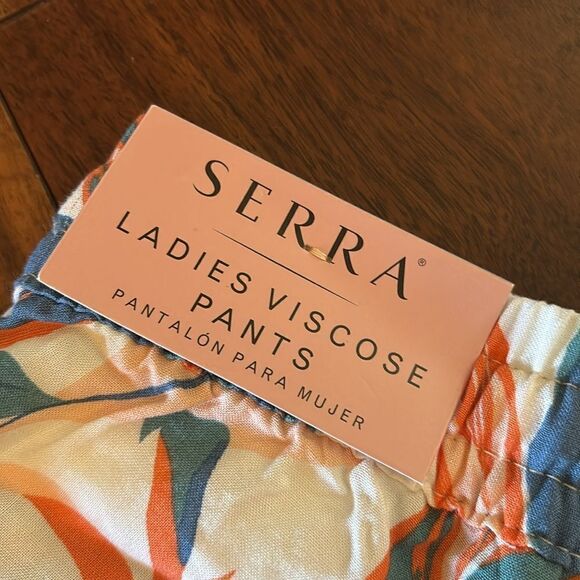 SERRA®
LADIES VISCOSE
PANTS
PANTALÓN PARA MUJER